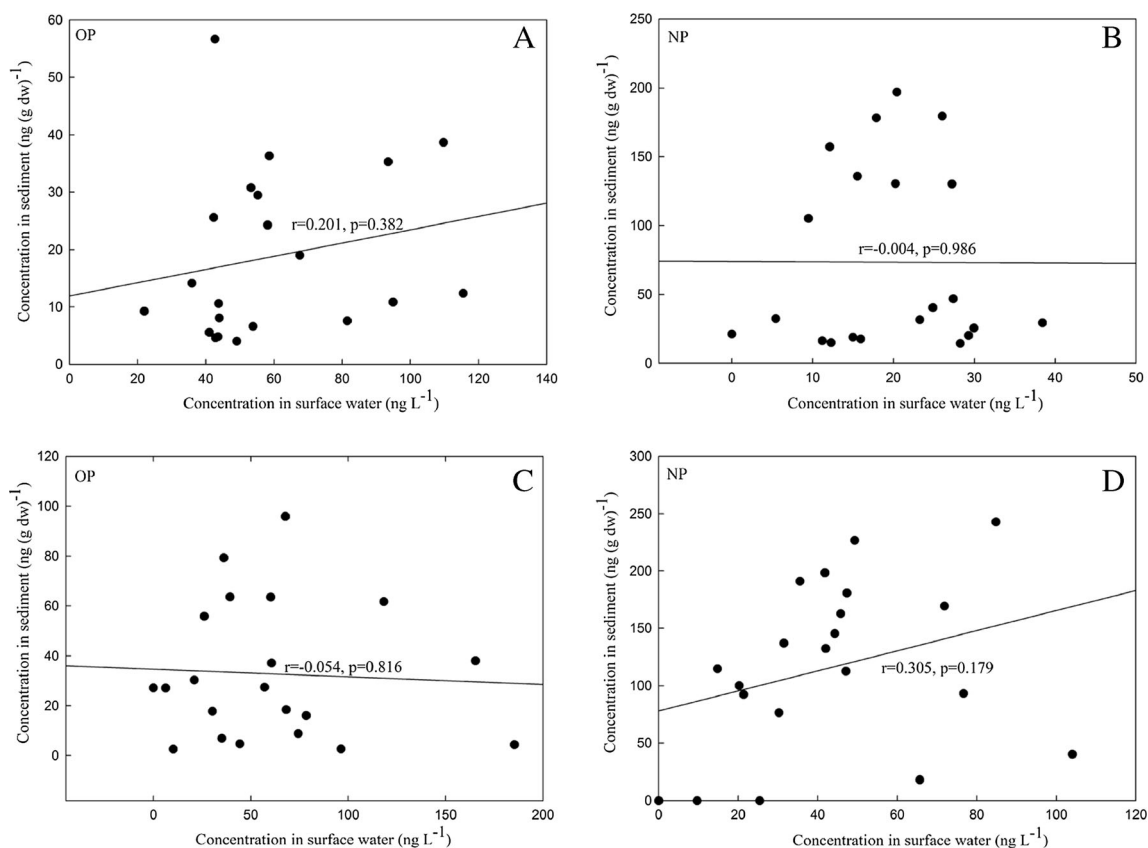 OP
A
60
50
40
30
20
10
0
Concentration in sediment (ng (g dw)-1)
r=0.201, p=0.382
0 20 40 60 80 100 120 140
Concentration in surface water (ng L-1)
NP
B
250
200
150
100
50
0
Concentration in sediment (ng (g dw)-1)
r=-0.004, p=0.986
0 10 20 30 40 50
Concentration in surface water (ng L-1)
OP
C
120
100
80
60
40
20
0
Concentration in sediment (ng (g dw)-1)
r=-0.054, p=0.816
0 50 100 150 200
Concentration in surface water (ng L-1)
NP
D
300
250
200
150
100
50
0
Concentration in sediment (ng (g dw)-1)
r=0.305, p=0.179
0 20 40 60 80 100 120
Concentration in surface water (ng L-1)